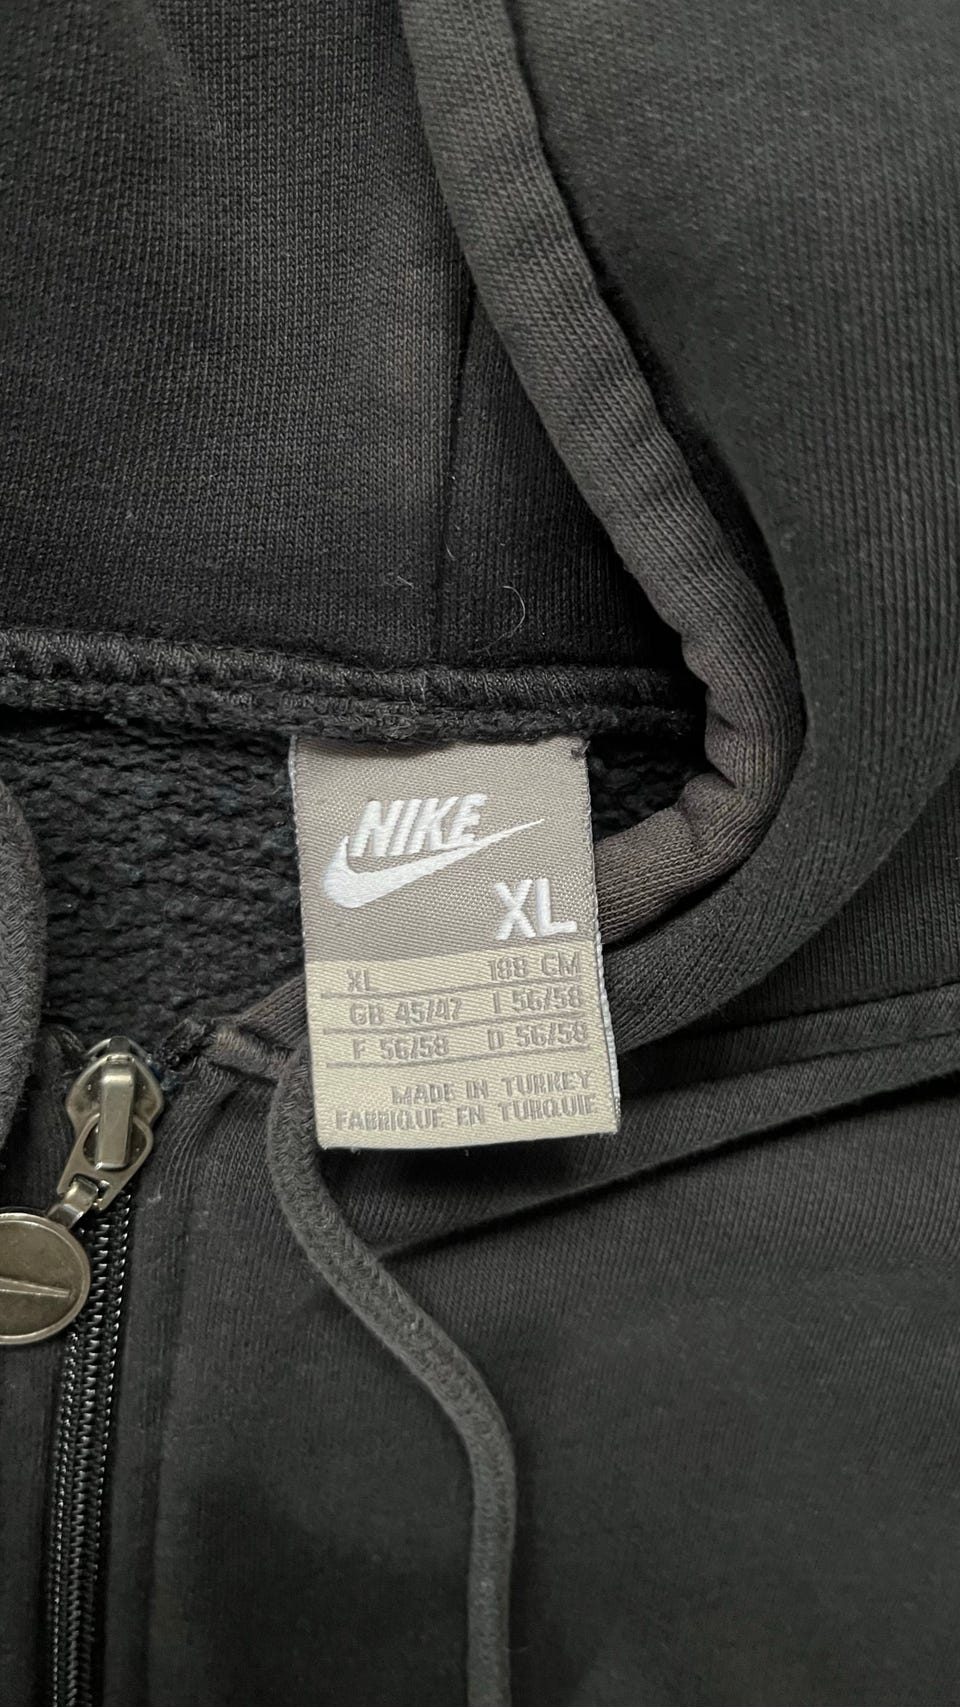 NIKE
XL
XL 188 CM
GB 45/47 I 56/58
F 56/58 D 56/58
MADE IN TURKEY
FABRIQUE EN TURQUIE